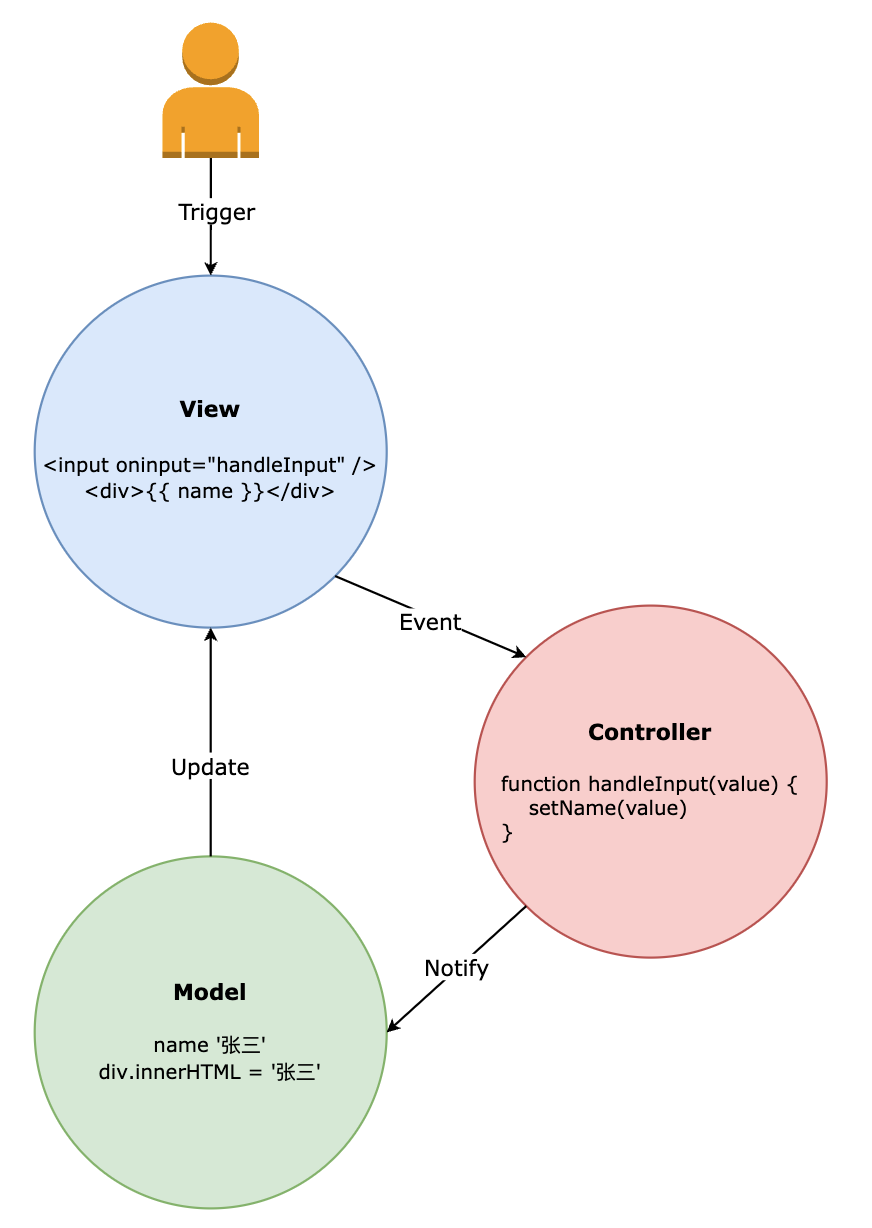 Trigger
View
<input oninput="handleInput" />
<div>{{ name }}</div>
Event
Controller
function handleInput(value) {
setName(value)
}
Update
Notify
Model
name '张三'
div.innerHTML = '张三'